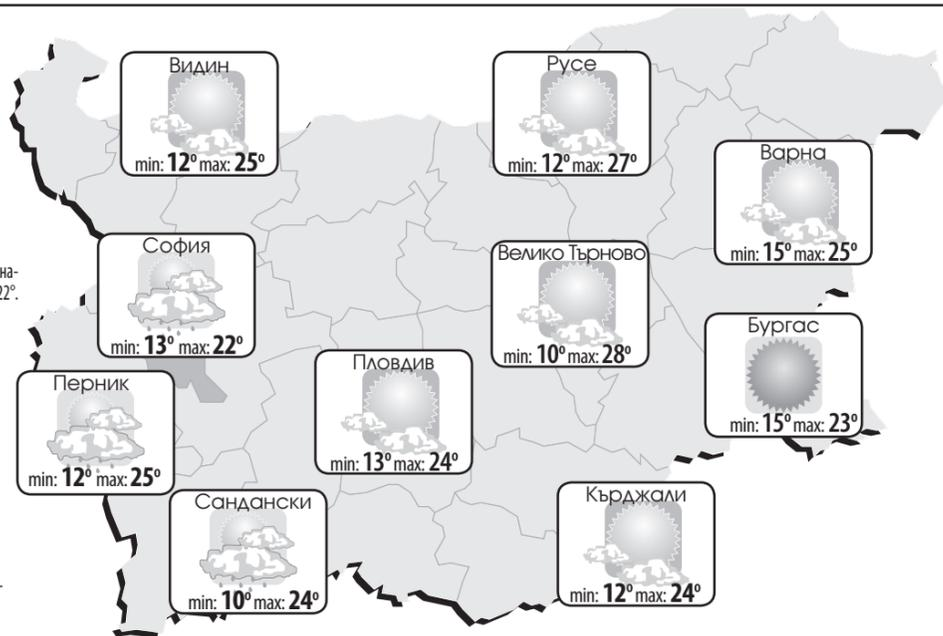 Видин
min: 12° max: 25°
Русе
min: 12° max: 27°
Варна
min: 15° max: 25°
София
min: 13° max: 22°
на-
22°.
Велико Търново
min: 10° max: 28°
Бургас
min: 15° max: 23°
Пловдив
min: 13° max: 24°
Перник
min: 12° max: 25°
Сандански
min: 10° max: 24°
Кърджали
min: 12° max: 24°